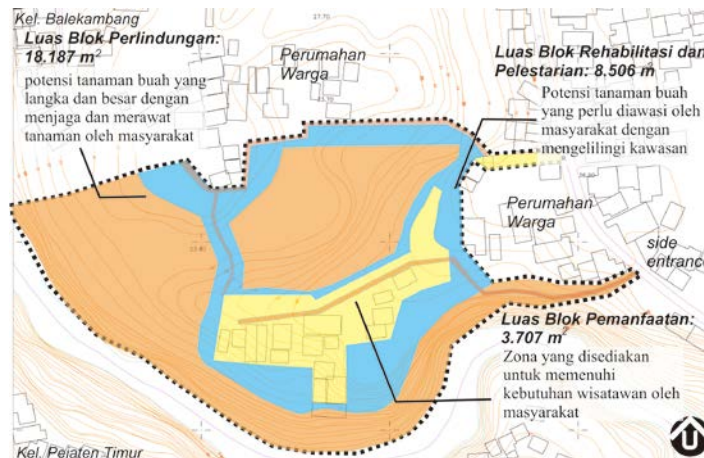 Kel. Balekambang
Luas Blok Perlindungan:
18.187 m²
potensi tanaman buah yang
langka dan besar dengan
menjaga dan merawat
tanaman oleh masyarakat
Perumahan
Warga
Luas Blok Rehabilitasi dan
Pelestarian: 8.506 m²
Potensi tanaman buah
yang perlu diawasi oleh
masyarakat dengan
mengelilingi kawasan
Perumahan
Warga
side
entrance
Luas Blok Pemanfaatan:
3.707 m²
Zona yang disediakan
untuk memenuhi
kebutuhan wisatawan oleh
masyarakat
Kel. Pejaten Timur
U